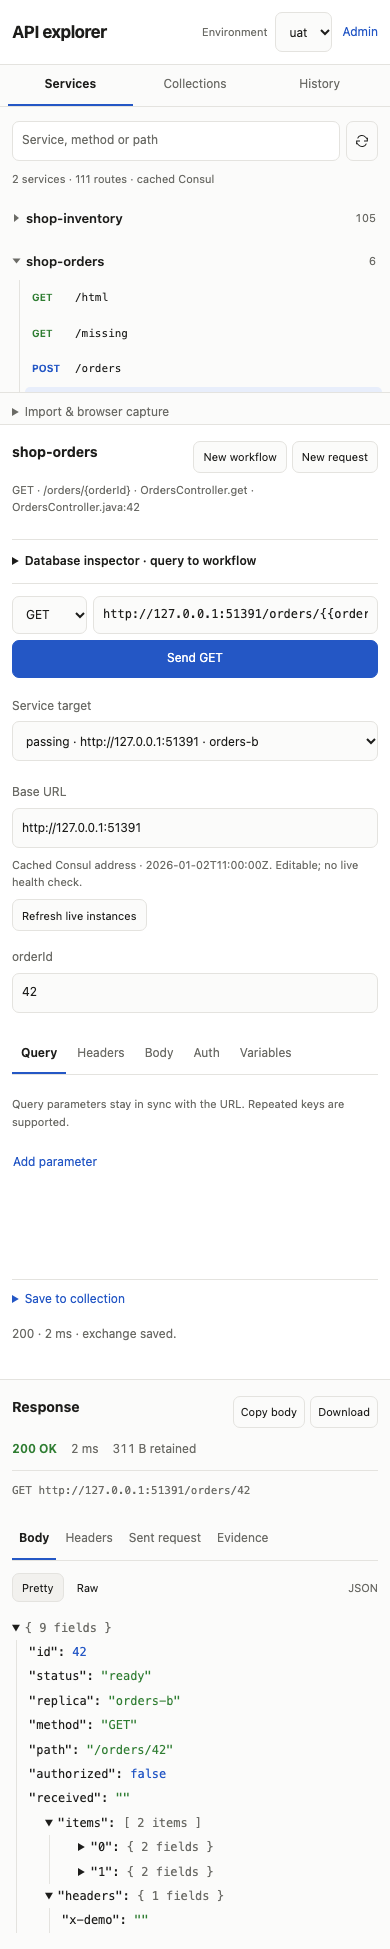 API explorer
Environment
uat
Admin
Services
Collections
History
Service, method or path
2 services · 111 routes · cached Consul
shop-inventory
105
shop-orders
6
GET /html
GET /missing
POST /orders
Import & browser capture
shop-orders
New workflow
New request
GET · /orders/{orderId} · OrdersController.get ·
OrdersController.java:42
Database inspector · query to workflow
GET
http://127.0.0.1:51391/orders/{{order
Send GET
Service target
passing · http://127.0.0.1:51391 · orders-b
Base URL
http://127.0.0.1:51391
Cached Consul address · 2026-01-02T11:00:00Z. Editable; no live
health check.
Refresh live instances
orderId
42
Query
Headers
Body
Auth
Variables
Query parameters stay in sync with the URL. Repeated keys are
supported.
Add parameter
Save to collection
200 · 2 ms · exchange saved.
Response
Copy body
Download
200 OK
2 ms
311 B retained
GET http://127.0.0.1:51391/orders/42
Body
Headers
Sent request
Evidence
Pretty
Raw
JSON
{ 9 fields }
"id": 42
"status": "ready"
"replica": "orders-b"
"method": "GET"
"path": "/orders/42"
"authorized": false
"received": ""
"items": [ 2 items ]
"0": { 2 fields }
"1": { 2 fields }
"headers": { 1 fields }
"x-demo": ""